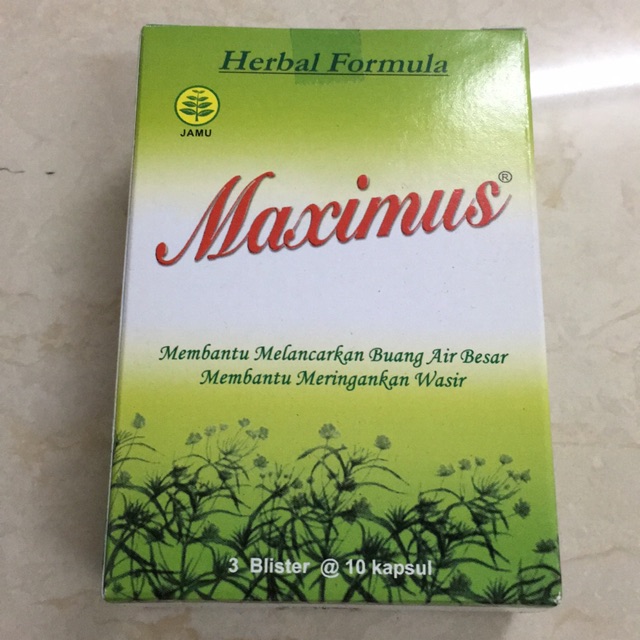 Herbal Formula
JAMU
Maximus®
Membantu Melancarkan Buang Air Besar
Membantu Meringankan Wasir
3 Blister @ 10 kapsul